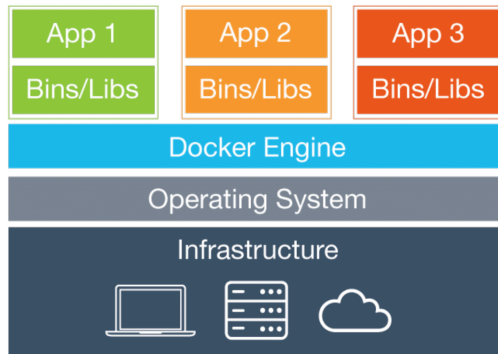 App 1
App 2
App 3
Bins/Libs
Bins/Libs
Bins/Libs
Docker Engine
Operating System
Infrastructure